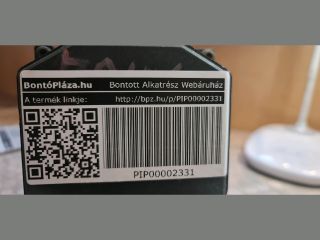 BontóPláza.hu Bontott Alkatrész Webáruház
A termék linkje: http://bpz.hu/p/PIP00002331
PIP00002331